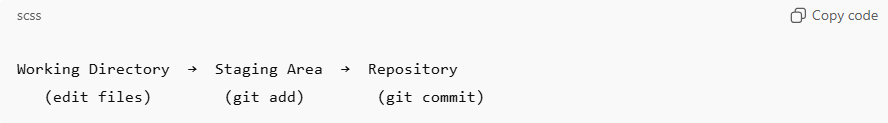 scss Copy code
Working Directory → Staging Area → Repository
(edit files) (git add) (git commit)